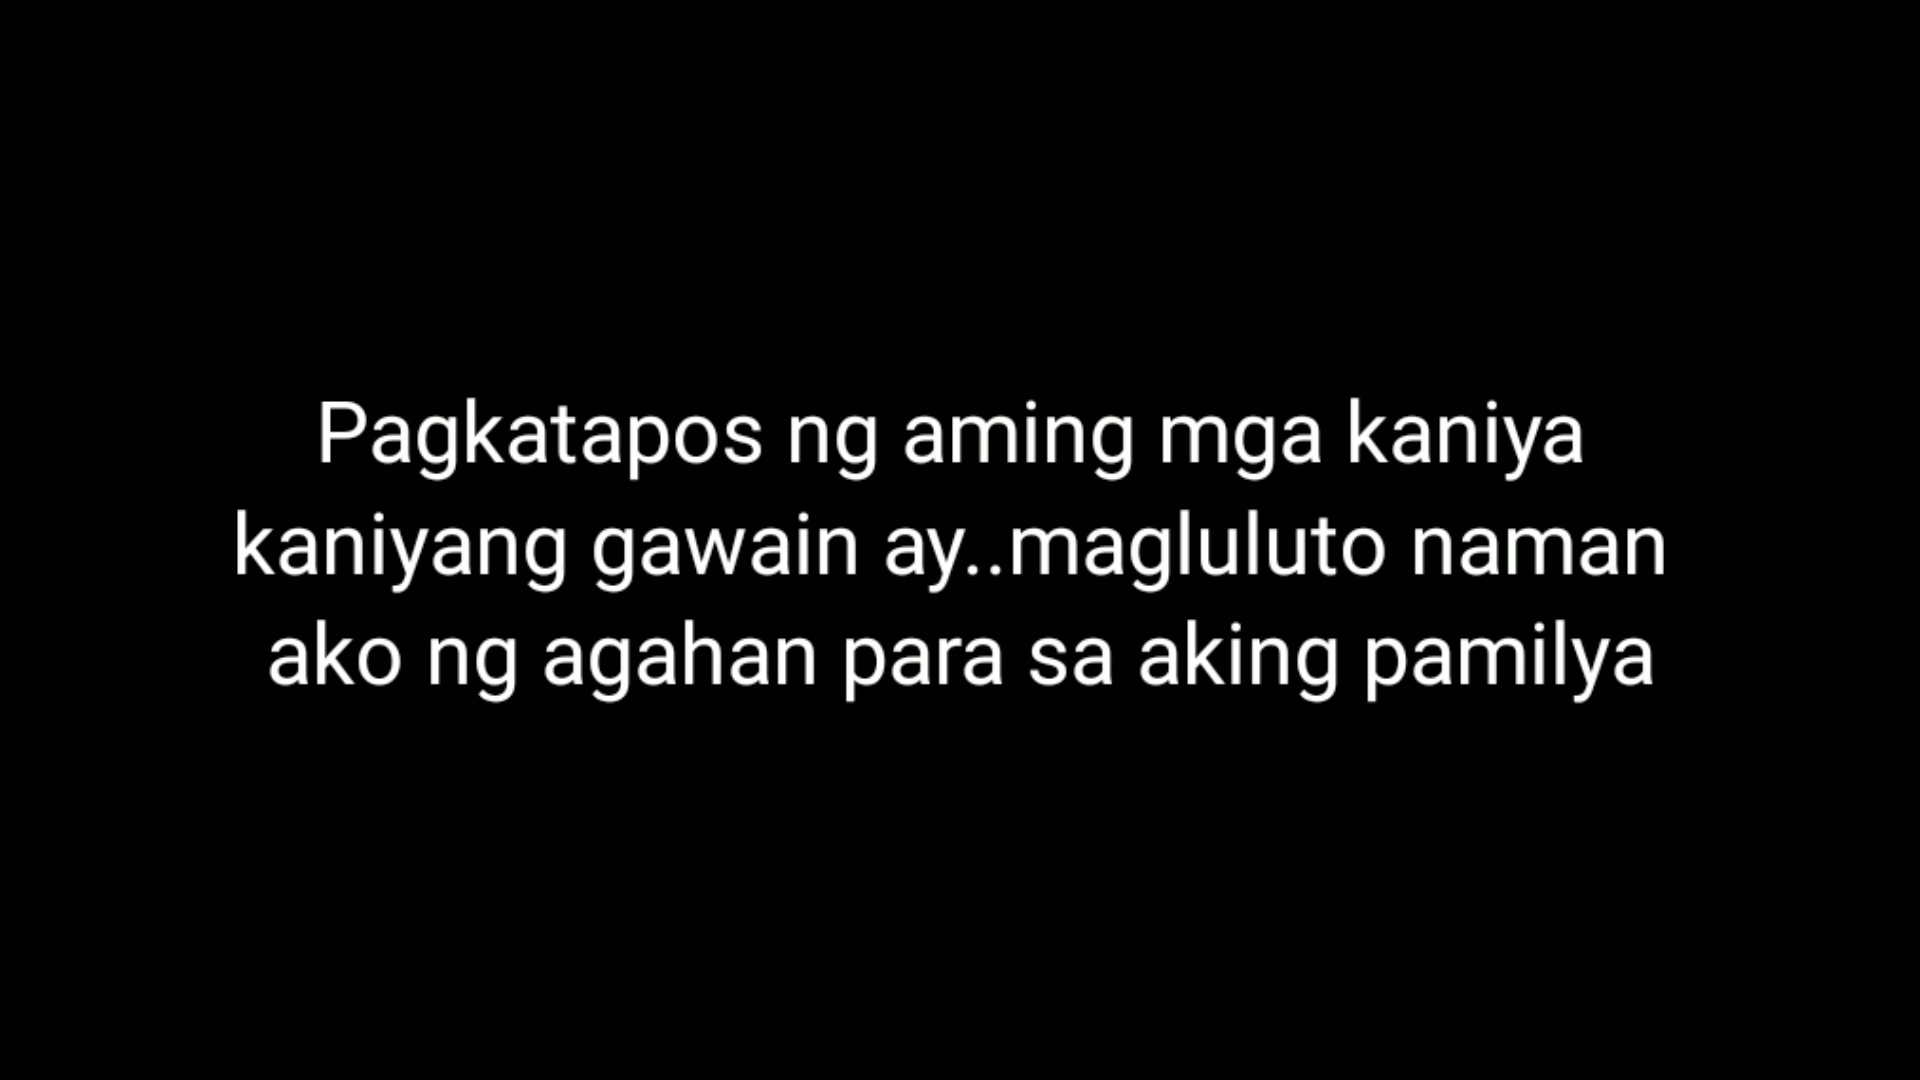 Pagkatapos ng aming mga kaniya
kaniyang gawain ay..magluluto naman
ako ng agahan para sa aking pamilya